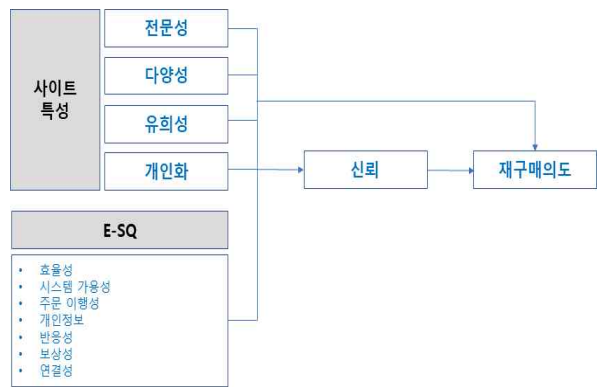 사이트
특성
전문성
다양성
유희성
개인화
신뢰
재구매의도
E-SQ
• 효율성
• 시스템 가용성
• 주문 이행성
• 개인정보
• 반응성
• 보상성
• 연결성